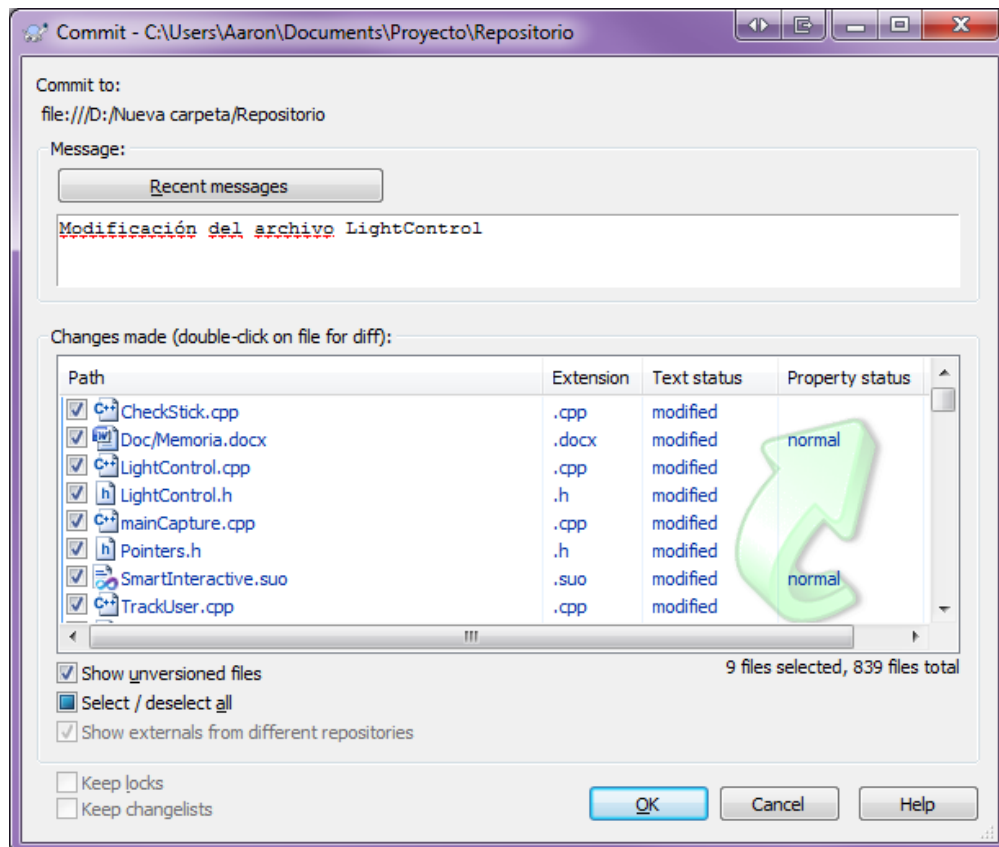 Commit - C:\Users\Aaron\Documents\Proyecto\Repositorio
Commit to:
file:///D:/Nueva carpeta/Repositorio
Message:
Recent messages
Modificación del archivo LightControl
Changes made (double-click on file for diff):
Path Extension Text status Property status
CheckStick.cpp .cpp modified
Doc/Memoria.docx .docx modified normal
LightControl.cpp .cpp modified
LightControl.h .h modified
mainCapture.cpp .cpp modified
Pointers.h .h modified
SmartInteractive.suo .suo modified normal
TrackUser.cpp .cpp modified
9 files selected, 839 files total
Show unversioned files
Select / deselect all
Show externals from different repositories
Keep locks
Keep changelists
OK Cancel Help